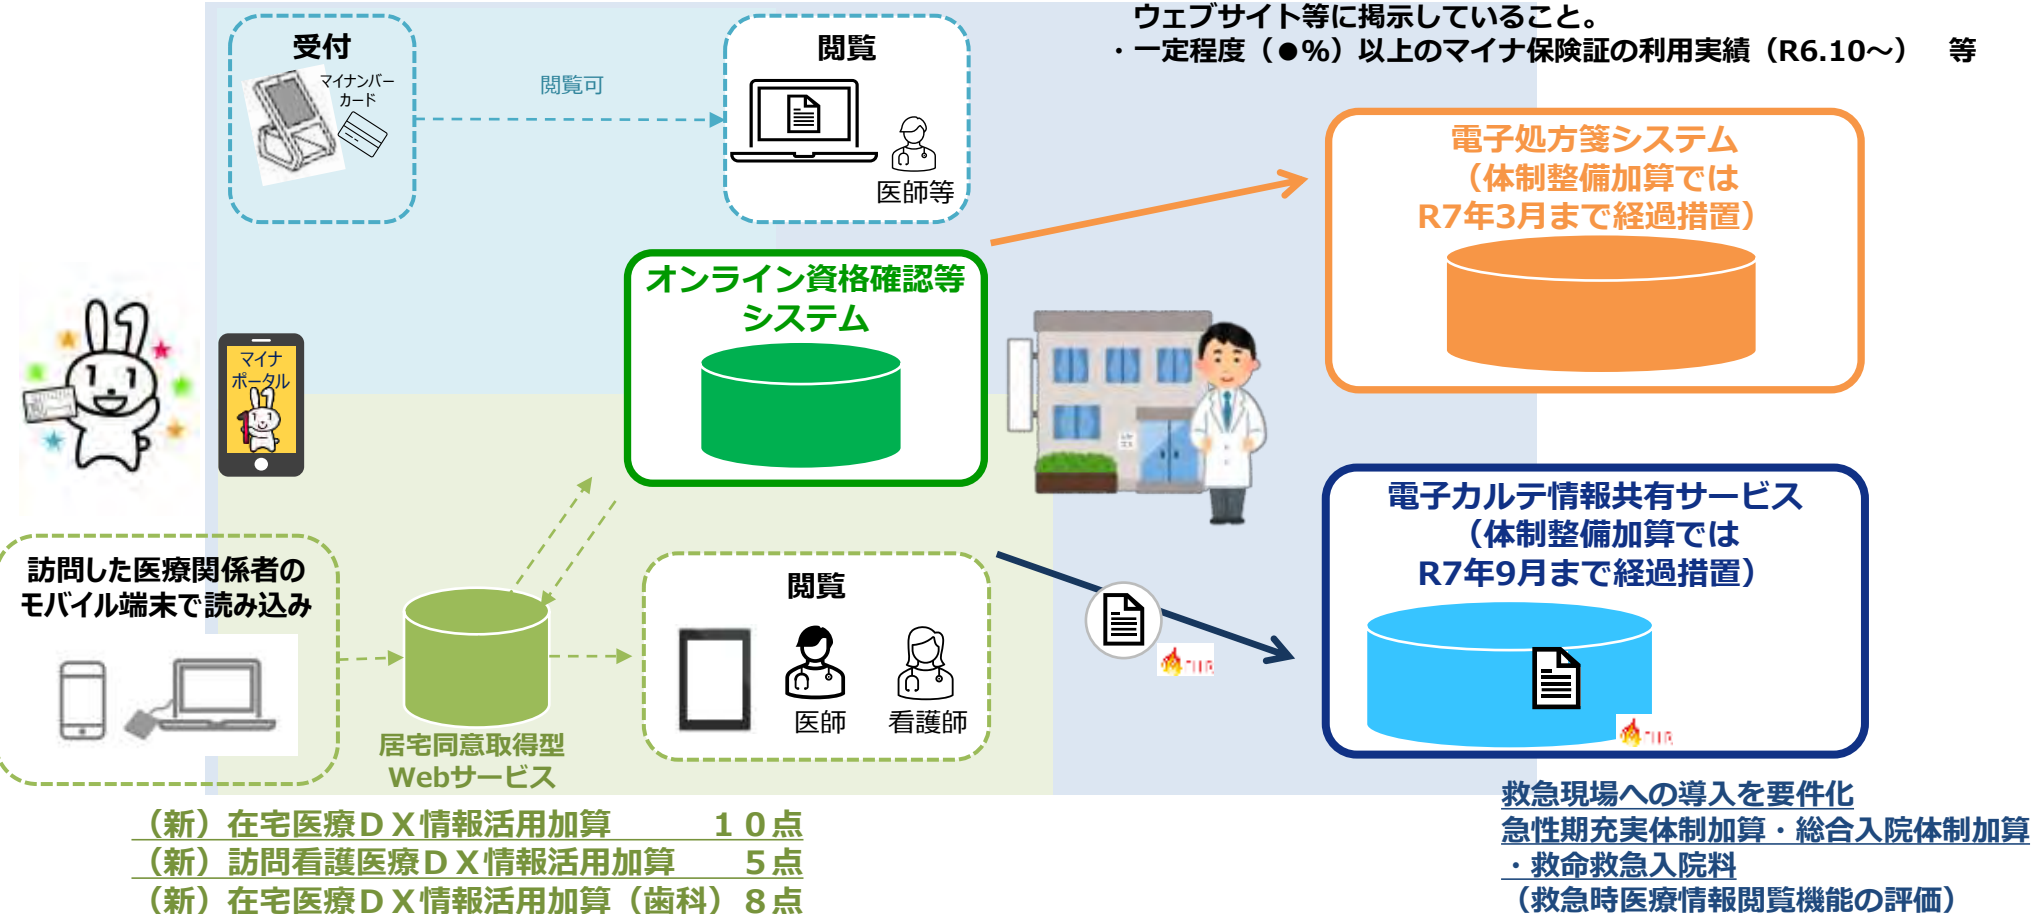 ウェブサイト等に掲示していること。
・一定程度（●％）以上のマイナ保険証の利用実績（R6.10～）　等
受付
マイナンバー
カード
閲覧可
閲覧
医師等
電子処方箋システム
（体制整備加算では
R7年3月まで経過措置）
オンライン資格確認等
システム
マイナ
ポータル
電子カルテ情報共有サービス
（体制整備加算では
R7年9月まで経過措置）
訪問した医療関係者の
モバイル端末で読み込み
居宅同意取得型
Webサービス
閲覧
医師
看護師
（新）在宅医療ＤＸ情報活用加算　　　１０点
（新）訪問看護医療ＤＸ情報活用加算　　５点
（新）在宅医療ＤＸ情報活用加算（歯科）８点
救急現場への導入を要件化
急性期充実体制加算・総合入院体制加算
・救命救急入院料
（救急時医療情報閲覧機能の評価）